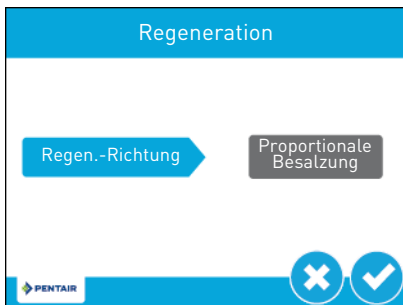 Regeneration
Regen.-Richtung
Proportionale
Besalzung
PENTAIR